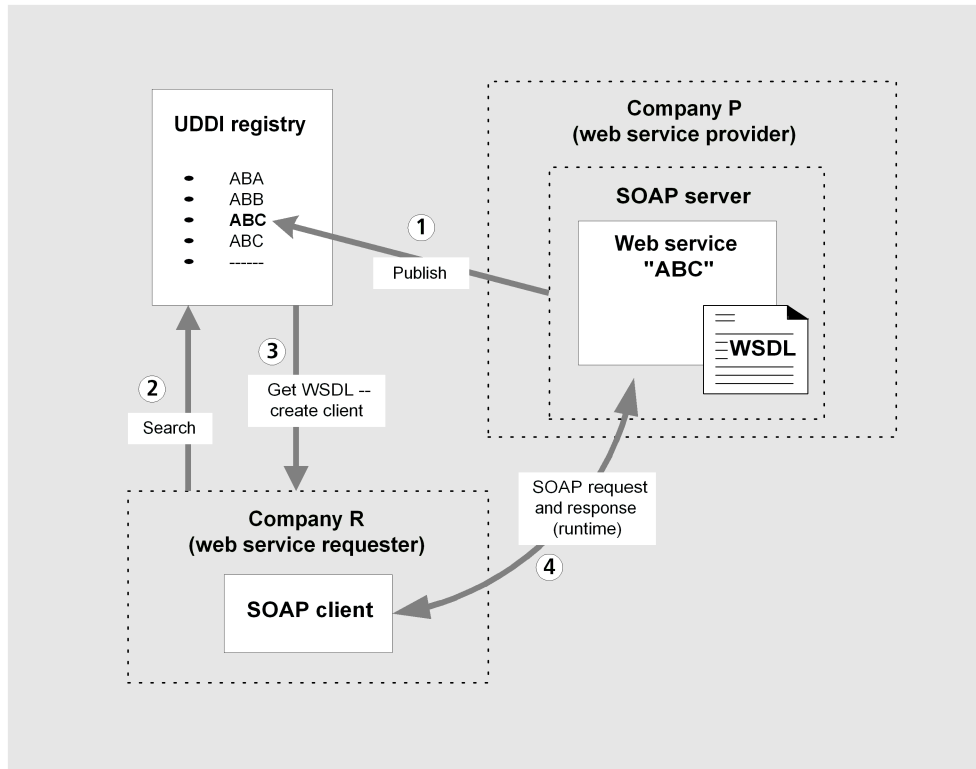 UDDI registry
ABA
ABB
ABC
ABC
------
Company P
(web service provider)
SOAP server
Web service
"ABC"
WSDL
1
Publish
2
Search
3
Get WSDL --
create client
Company R
(web service requester)
SOAP client
SOAP request
and response
(runtime)
4